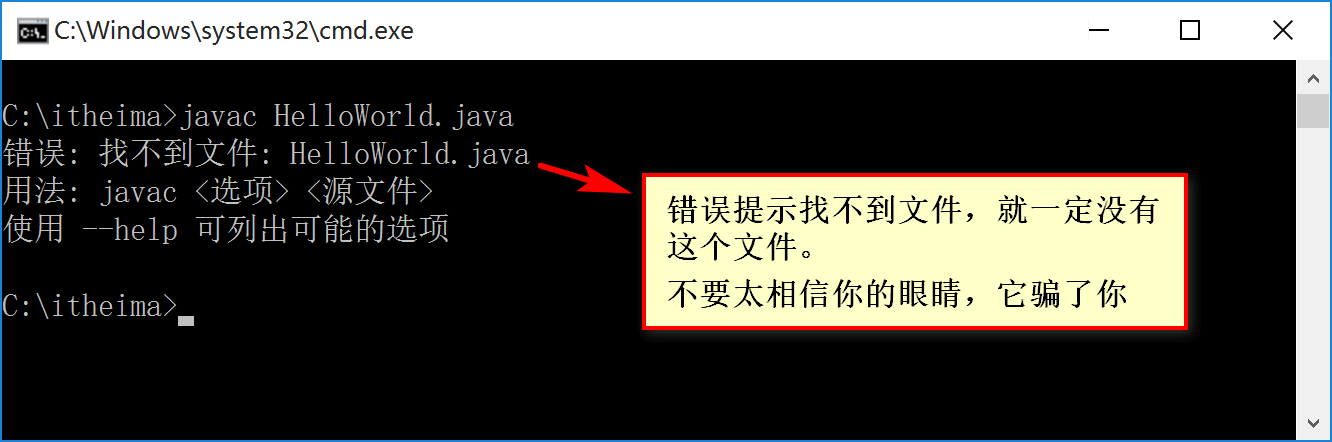 C:\Windows\system32\cmd.exe
C:\itheima>javac HelloWorld.java
错误: 找不到文件: HelloWorld.java
用法: javac <选项> <源文件>
使用 --help 可列出可能的选项
错误提示找不到文件，就一定没有
这个文件。
不要太相信你的眼睛，它骗了你
C:\itheima>